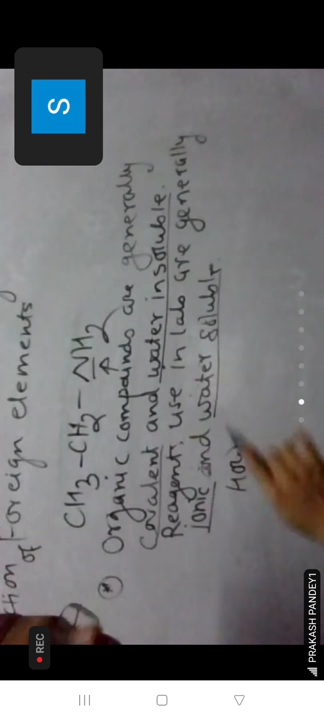 S
tion of Foreign elements
CH3-CH2-NH2
Organic compounds are generally
Covalent and water insoluble.
Reagent use in lab are generally
ionic and water soluble.
How
REC
PRAKASH PANDEY1